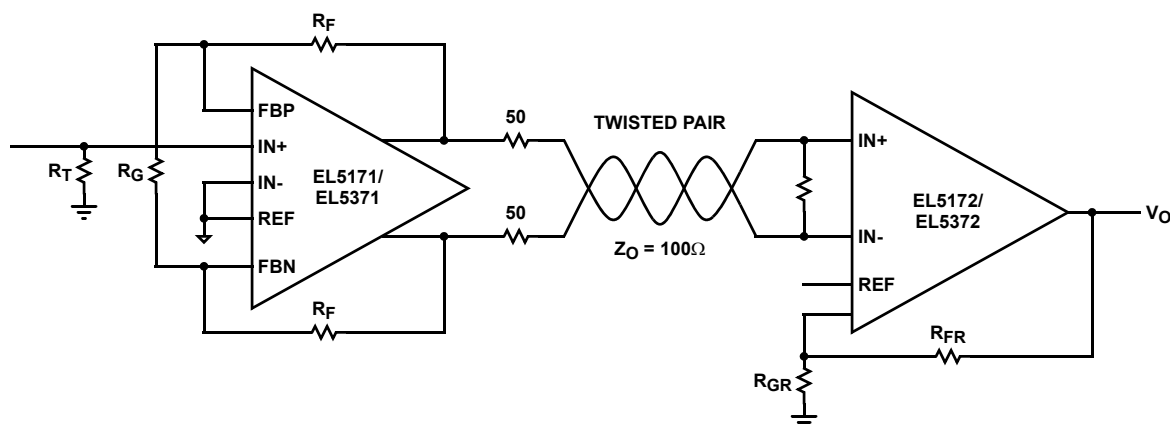 RF
FBP
IN+
RT
RG
IN-
REF
FBN
EL5171/
EL5371
RF
50
50
TWISTED PAIR
ZO = 100Ω
IN+
IN-
REF
EL5172/
EL5372
VO
RFR
RGR